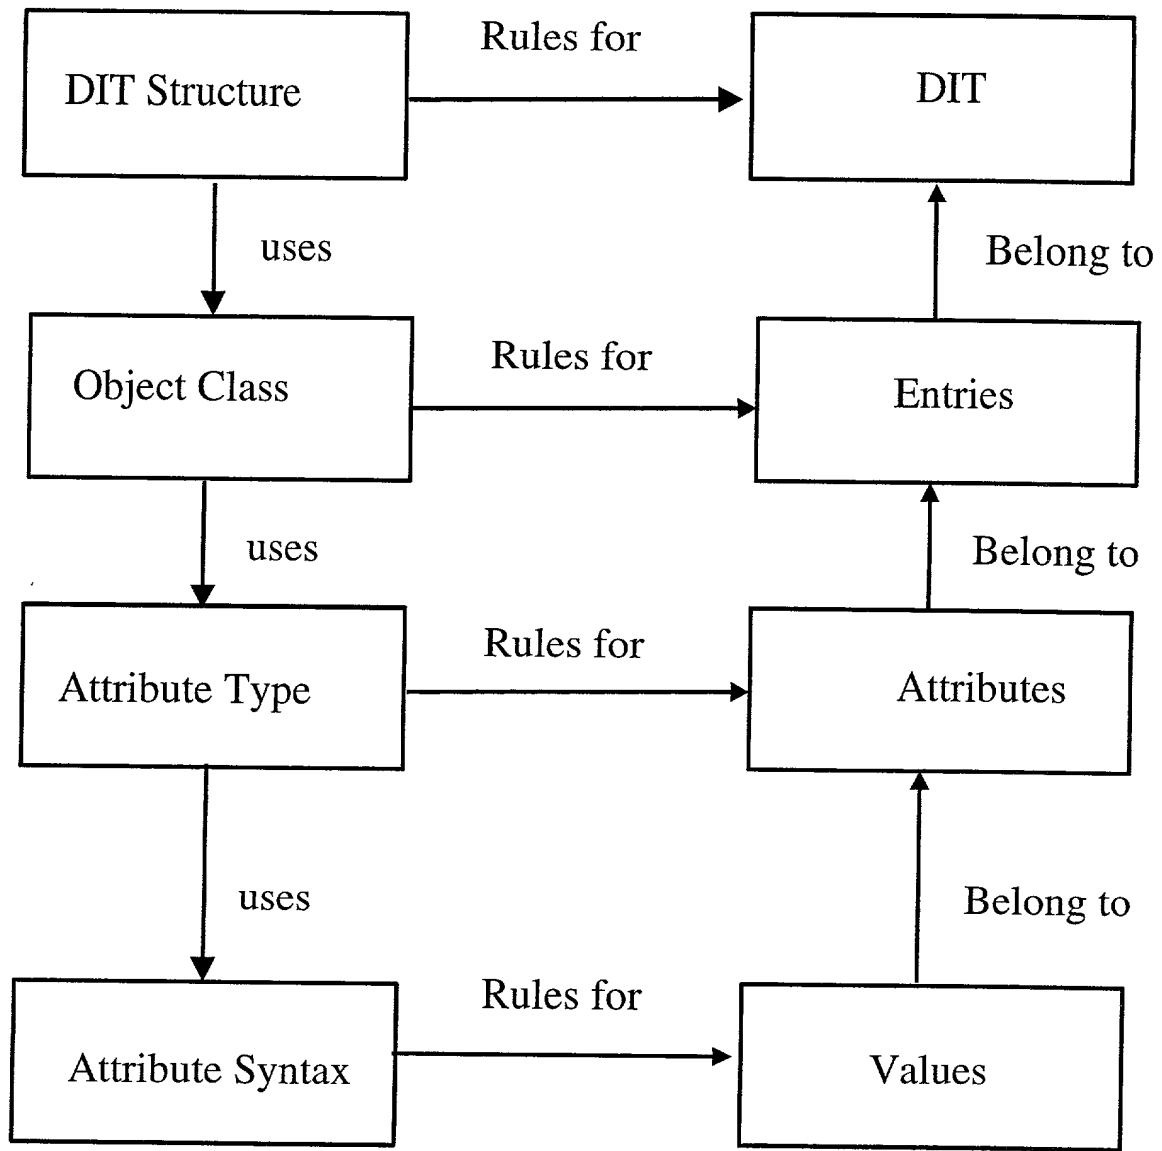 Rules for
DIT Structure
DIT
uses
Belong to
Rules for
Object Class
Entries
uses
Belong to
Rules for
Attribute Type
Attributes
uses
Belong to
Rules for
Attribute Syntax
Values